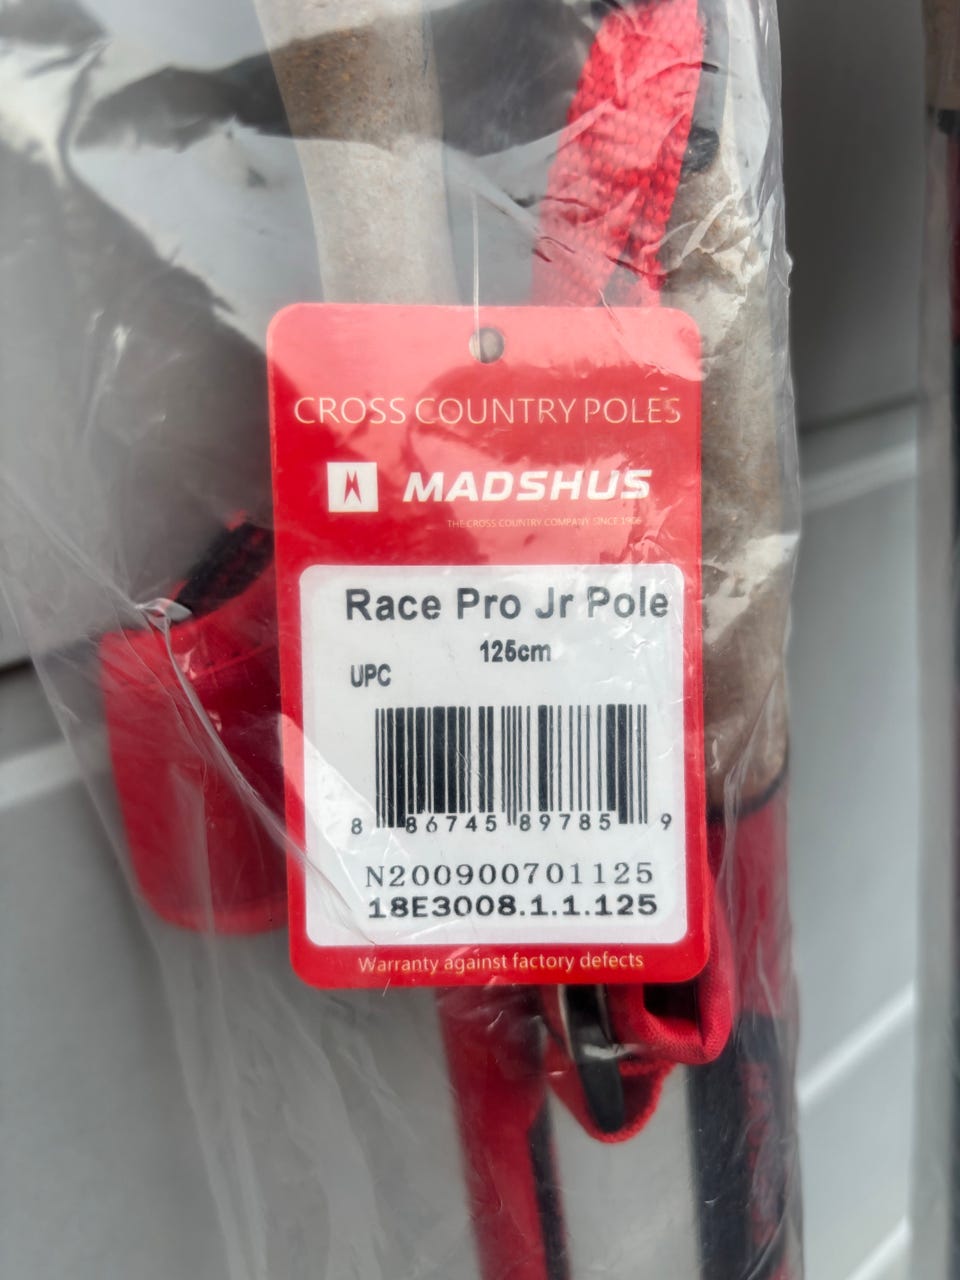 CROSS COUNTRY POLES
MADSHUS
THE CROSS COUNTRY COMPANY SINCE 1906
Race Pro Jr Pole
125cm
UPC
8 86745 89785 9
N200900701125
18E3008.1.1.125
Warranty against factory defects